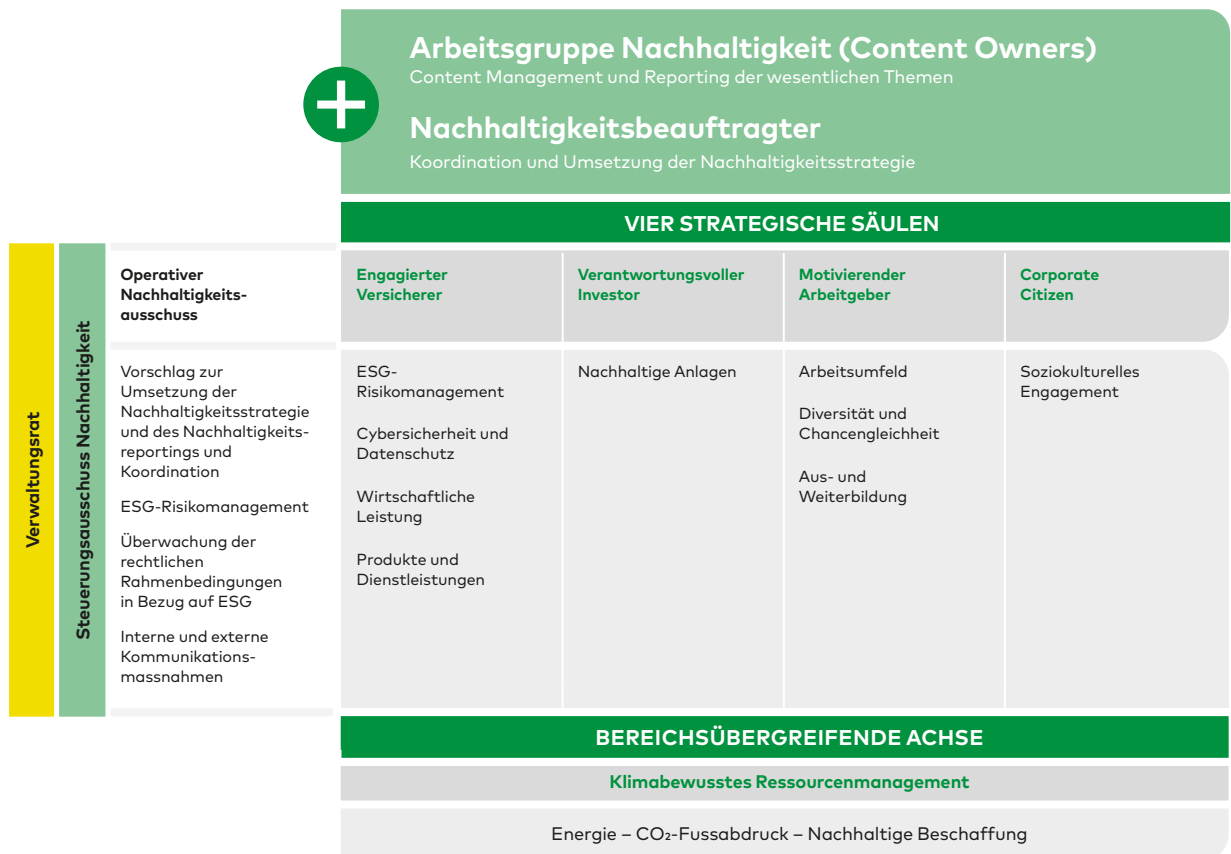 Arbeitsgruppe Nachhaltigkeit (Content Owners)
Content Management und Reporting der wesentlichen Themen
Nachhaltigkeitsbeauftragter
Koordination und Umsetzung der Nachhaltigkeitsstrategie
VIER STRATEGISCHE SÄULEN
Verwaltungsrat
Steuerungsausschuss Nachhaltigkeit
Operativer
Nachhaltigkeits-
ausschuss
Vorschlag zur
Umsetzung der
Nachhaltigkeitsstrategie
und des Nachhaltigkeits-
reportings und
Koordination
ESG-Risikomanagement
Überwachung der
rechtlichen
Rahmenbedingungen
in Bezug auf ESG
Interne und externe
Kommunikations-
massnahmen
Engagierter
Versicherer
ESG-
Risikomanagement
Cybersicherheit und
Datenschutz
Wirtschaftliche
Leistung
Produkte und
Dienstleistungen
Verantwortungsvoller
Investor
Nachhaltige Anlagen
Motivierender
Arbeitgeber
Arbeitsumfeld
Diversität und
Chancengleichheit
Aus- und
Weiterbildung
Corporate
Citizen
Soziokulturelles
Engagement
BEREICHSÜBERGREIFENDE ACHSE
Klimabewusstes Ressourcenmanagement
Energie – CO₂-Fussabdruck – Nachhaltige Beschaffung